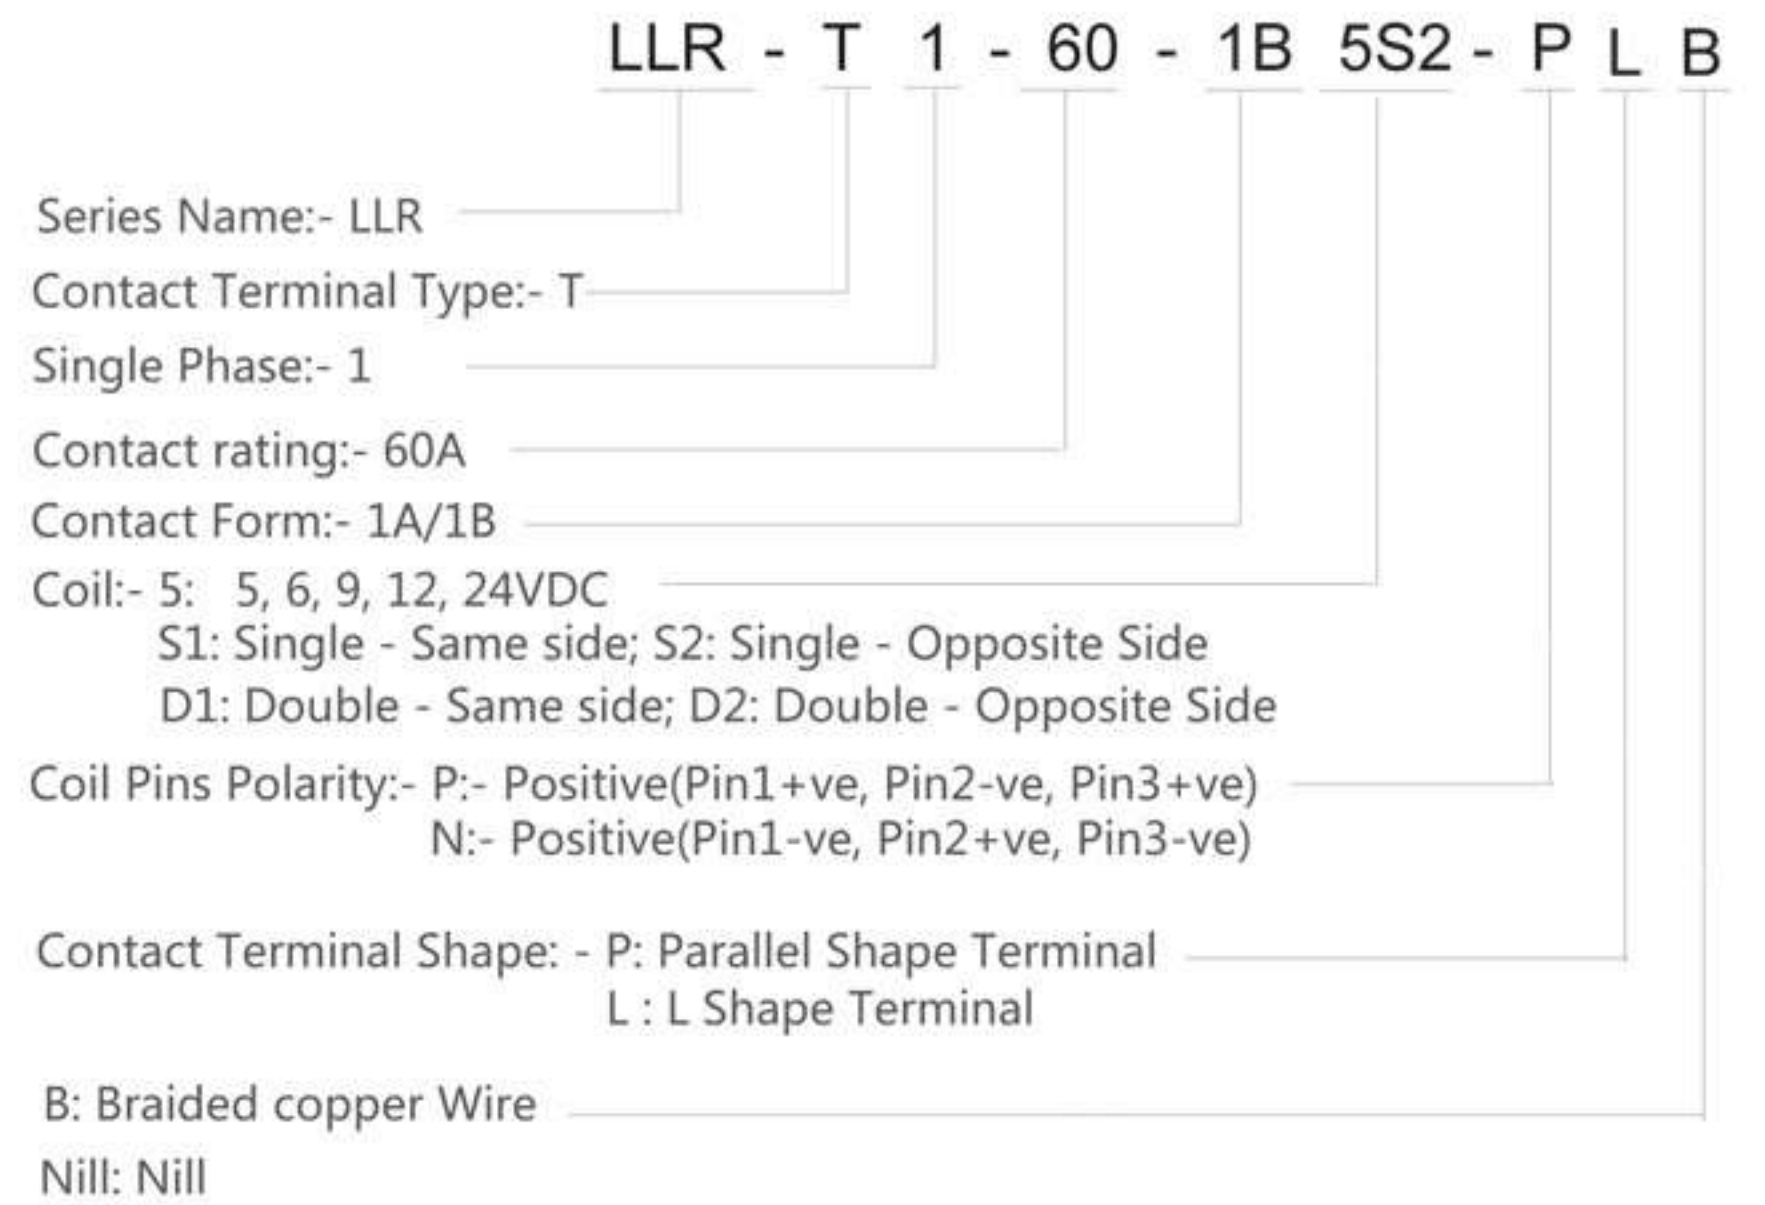 LLR - T 1 - 60 - 1B 5S2 - P L B
Series Name:- LLR
Contact Terminal Type:- T
Single Phase:- 1
Contact rating:- 60A
Contact Form:- 1A/1B
Coil:- 5: 5, 6, 9, 12, 24VDC
S1: Single - Same side; S2: Single - Opposite Side
D1: Double - Same side; D2: Double - Opposite Side
Coil Pins Polarity:- P:- Positive(Pin1+ve, Pin2-ve, Pin3+ve)
N:- Positive(Pin1-ve, Pin2+ve, Pin3-ve)
Contact Terminal Shape: - P: Parallel Shape Terminal
L : L Shape Terminal
B: Braided copper Wire
Nill: Nill